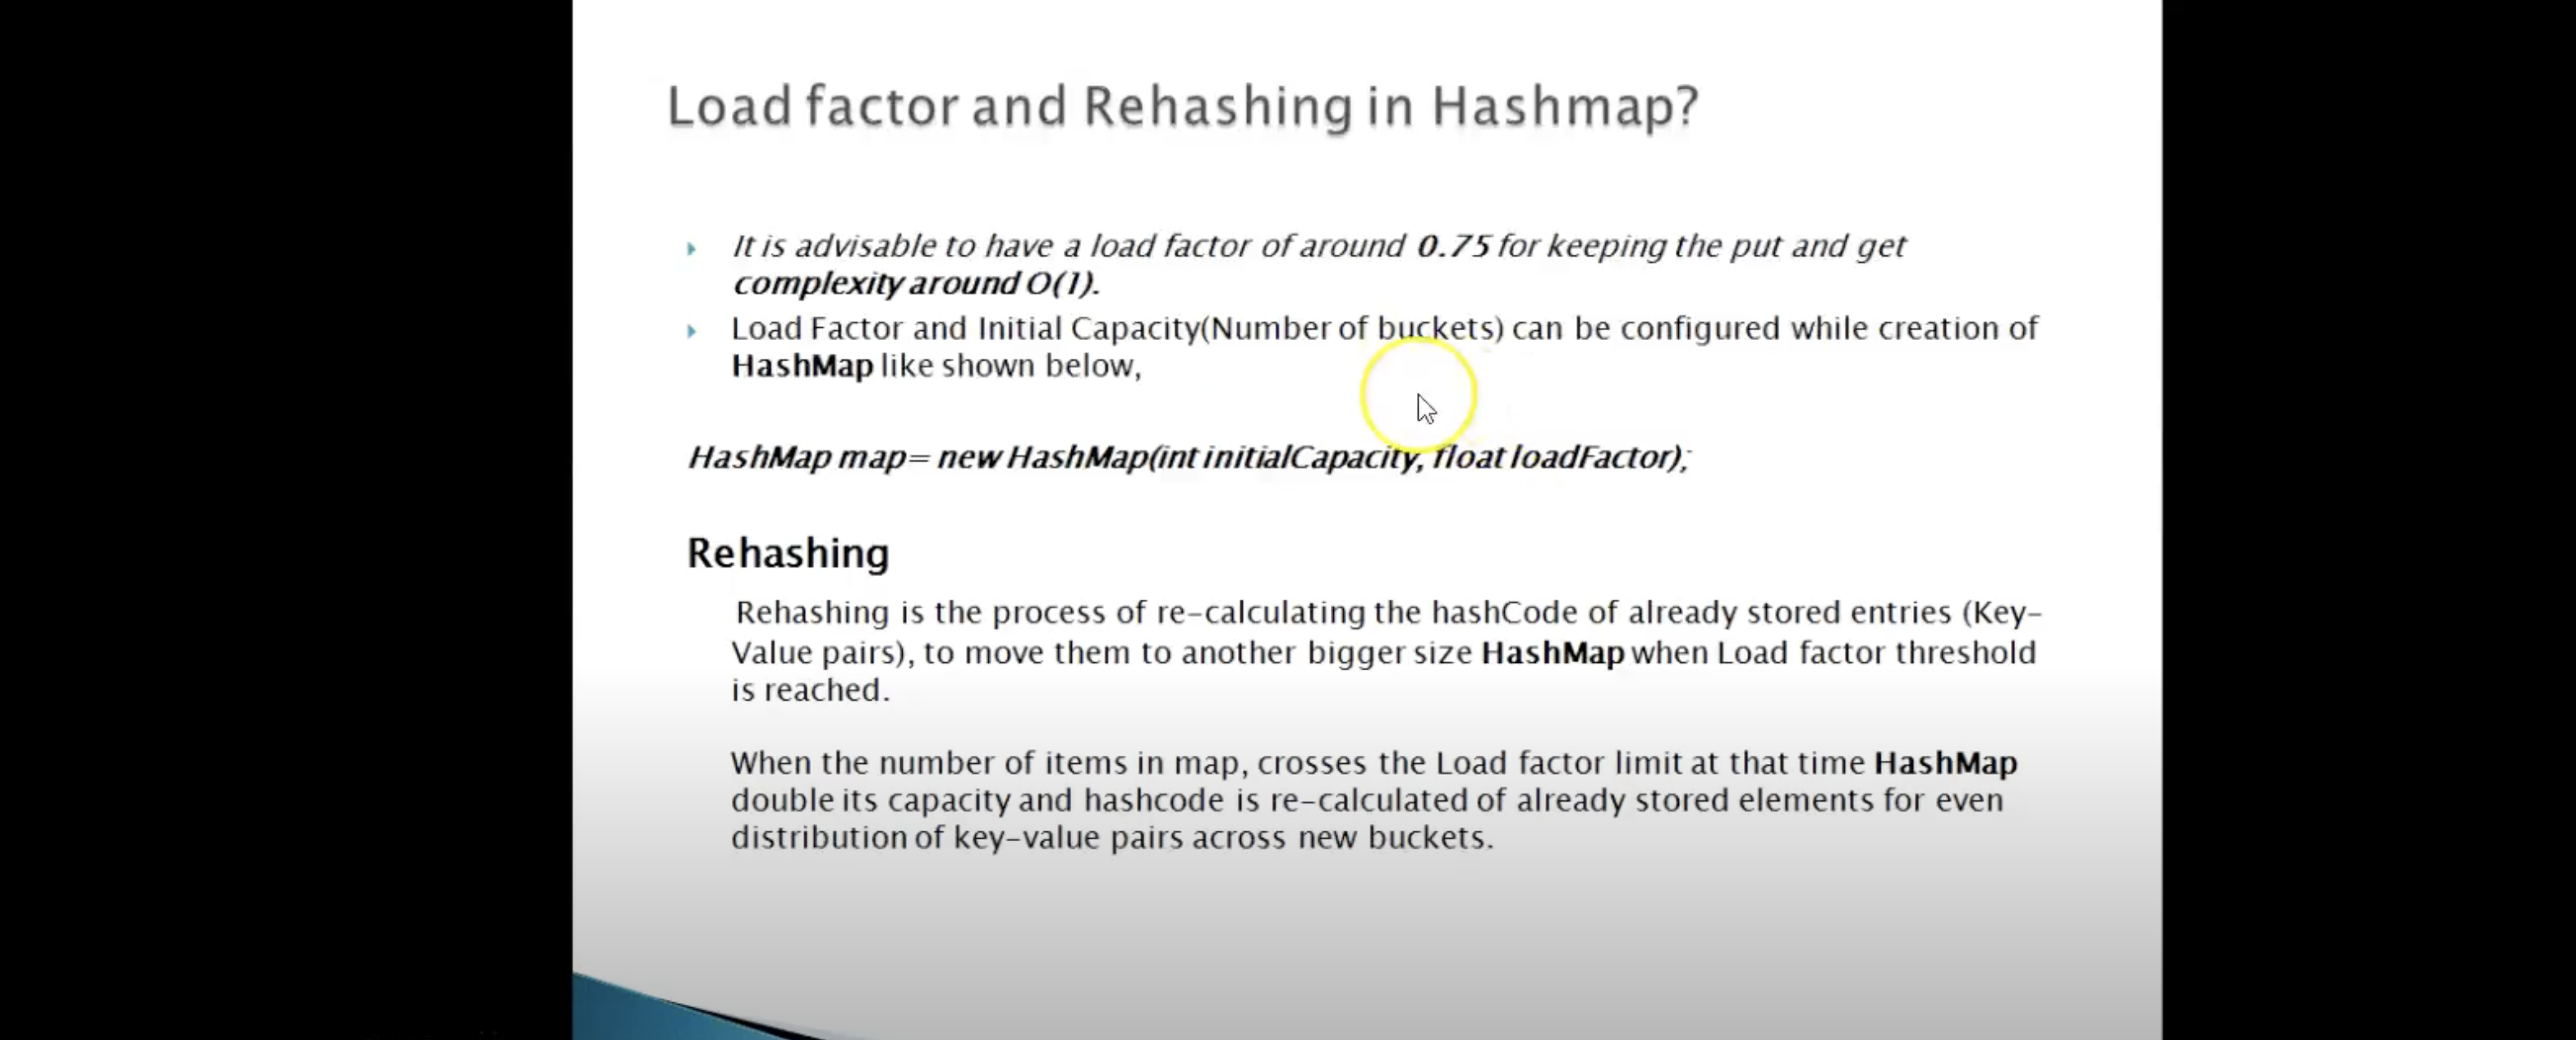 Load factor and Rehashing in Hashmap?
It is advisable to have a load factor of around 0.75 for keeping the put and get
complexity around O(1).
Load Factor and Initial Capacity(Number of buckets) can be configured while creation of
HashMap like shown below,
HashMap map= new HashMap(int initialCapacity, float loadFactor);
Rehashing
Rehashing is the process of re-calculating the hashCode of already stored entries (Key-
Value pairs), to move them to another bigger size HashMap when Load factor threshold
is reached.
When the number of items in map, crosses the Load factor limit at that time HashMap
double its capacity and hashcode is re-calculated of already stored elements for even
distribution of key-value pairs across new buckets.